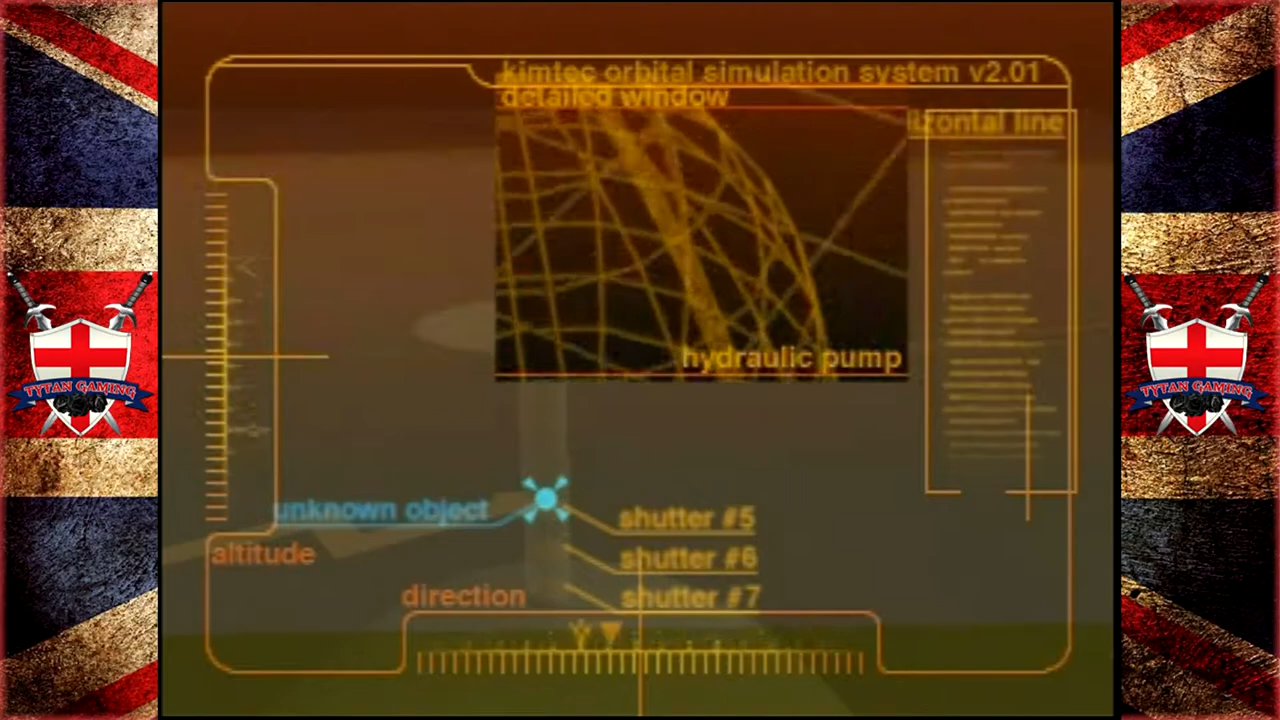 kimtec orbital simulation system v2.01
detailed window
izontal line
hydraulic pump
unknown object
shutter #5
shutter #6
shutter #7
altitude
direction
TYTAN GAMING
TYTAN GAMING